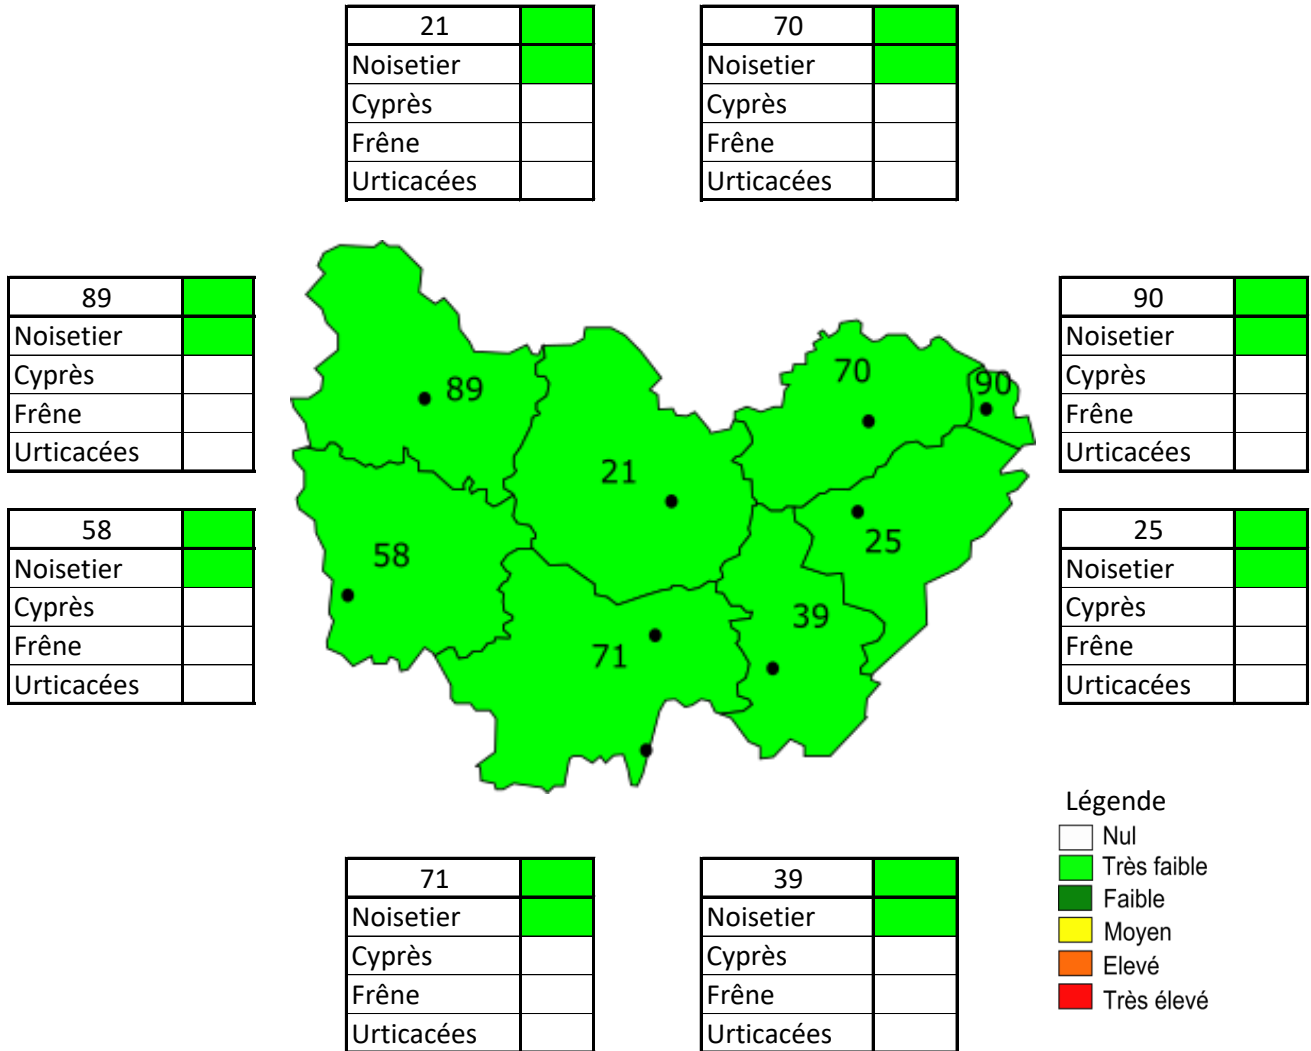 21
Noisetier
Cyprès
Frêne
Urticacées
70
Noisetier
Cyprès
Frêne
Urticacées
89
Noisetier
Cyprès
Frêne
Urticacées
90
Noisetier
Cyprès
Frêne
Urticacées
58
Noisetier
Cyprès
Frêne
Urticacées
25
Noisetier
Cyprès
Frêne
Urticacées
89
70
90
21
25
58
39
71
71
Noisetier
Cyprès
Frêne
Urticacées
39
Noisetier
Cyprès
Frêne
Urticacées
Légende
Nul
Très faible
Faible
Moyen
Elevé
Très élevé